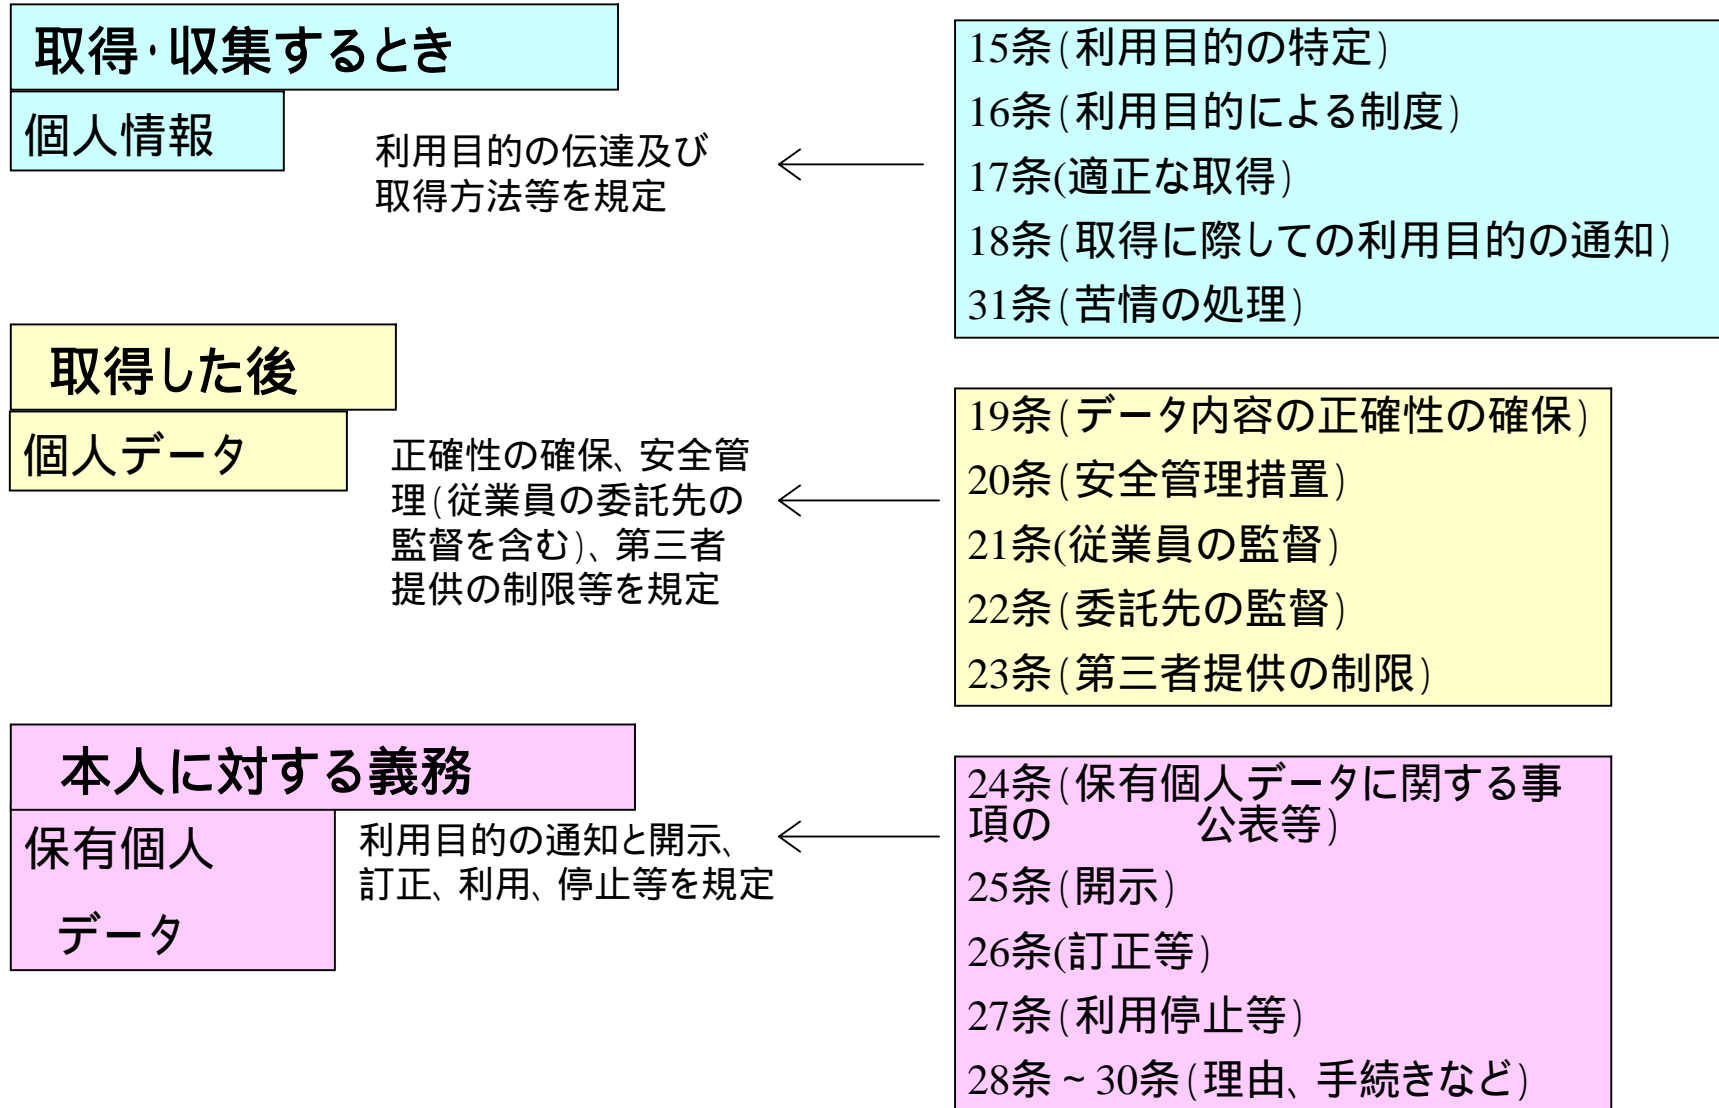 取得・収集するとき
個人情報
利用目的の伝達及び
取得方法等を規定
15条(利用目的の特定)
16条(利用目的による制度)
17条(適正な取得)
18条(取得に際しての利用目的の通知)
31条(苦情の処理)
取得した後
個人データ
正確性の確保、安全管
理(従業員の委託先の
監督を含む)、第三者
提供の制限等を規定
19条(データ内容の正確性の確保)
20条(安全管理措置)
21条(従業員の監督)
22条(委託先の監督)
23条(第三者提供の制限)
本人に対する義務
保有個人
データ
利用目的の通知と開示、
訂正、利用、停止等を規定
24条(保有個人データに関する事
項の 公表等)
25条(開示)
26条(訂正等)
27条(利用停止等)
28条~30条(理由、手続きなど)